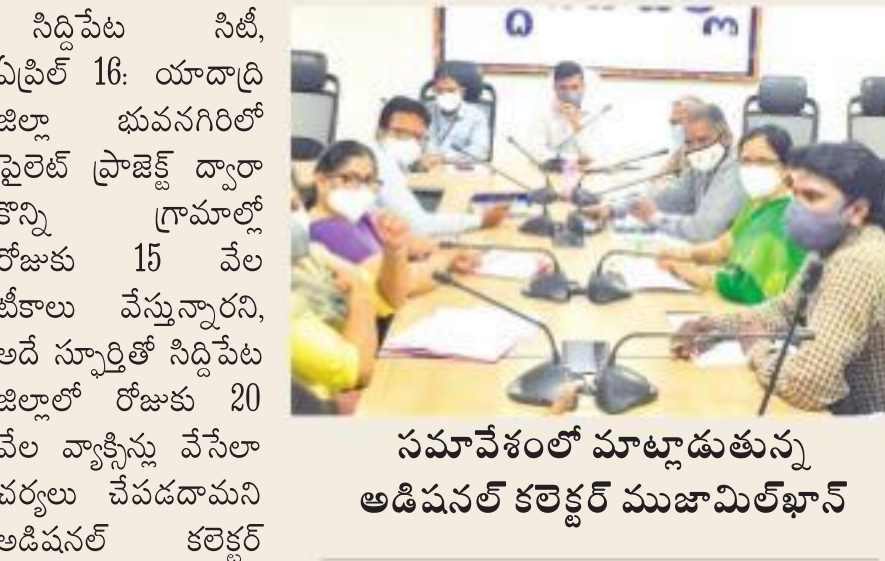 సిద్దిపేట సిటీ,
ఏప్రిల్ 16: యాదాద్రి
జిల్లా భువనగిరిలో
పైలెట్ ప్రాజెక్ట్ ద్వారా
కొన్ని గ్రామాల్లో
రోజుకు 15 వేల
టీకాలు వేస్తున్నారని,
అదే స్ఫూర్తితో సిద్దిపేట
జిల్లాలో రోజుకు 20
వేల వ్యాక్సిన్లు వేసేలా
చర్యలు చేపడదామని
అడిషనల్ కలెక్టర్
సమావేశంలో మాట్లాడుతున్న
అడిషనల్ కలెక్టర్ ముజామిల్‌ఖాన్